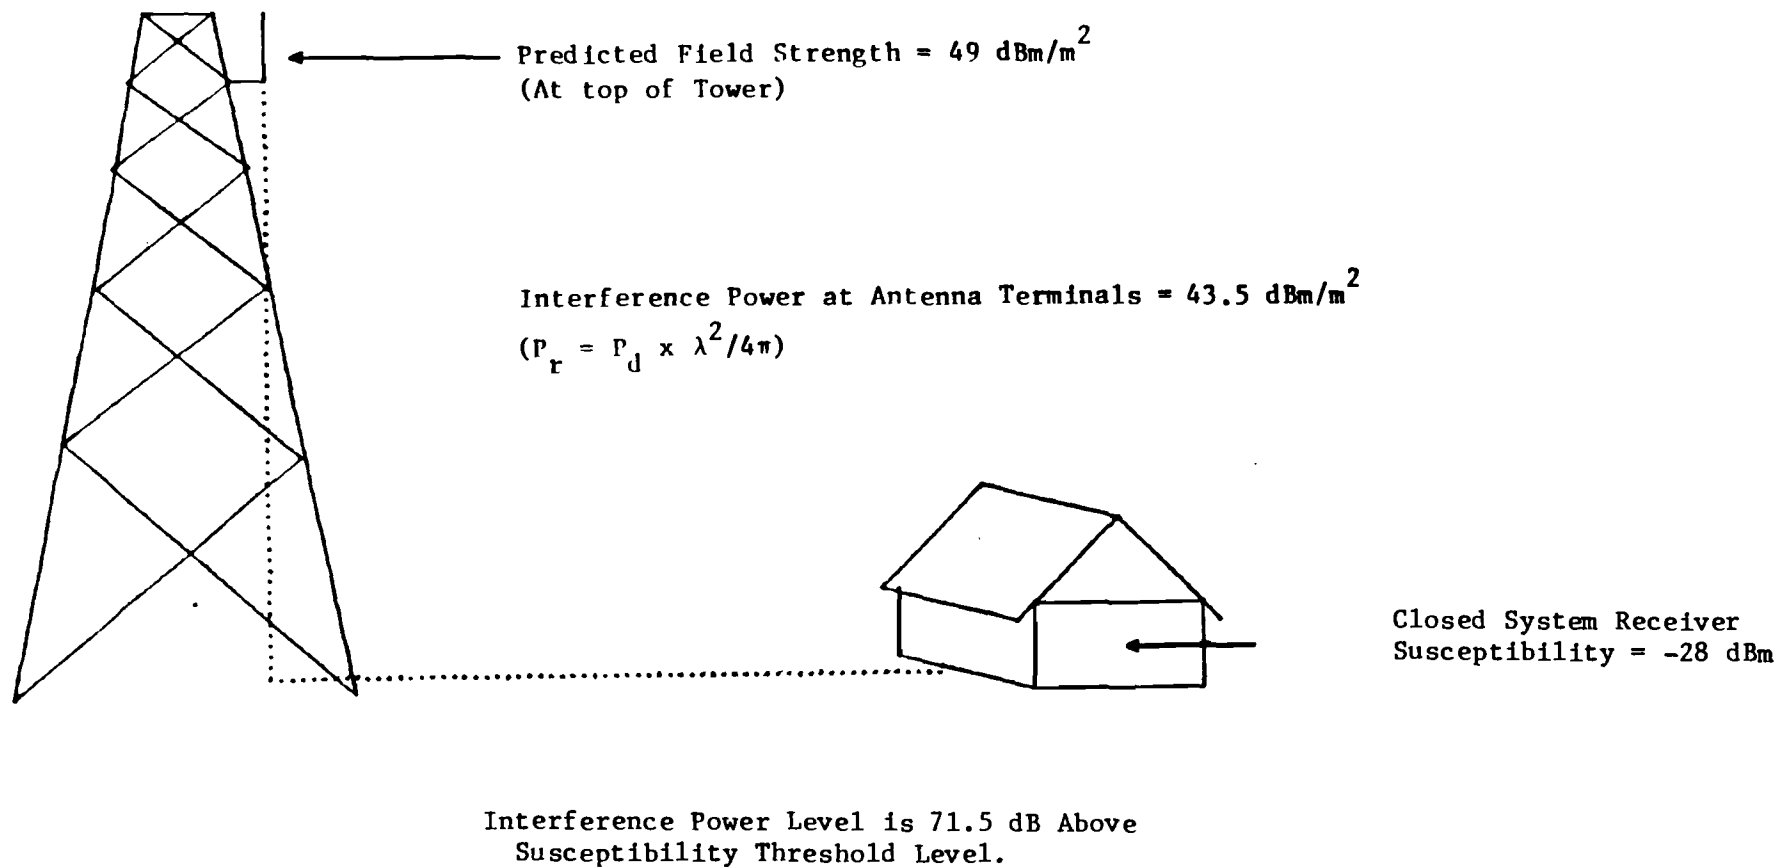 Predicted Field Strength = 49 dBm/m²
(At top of Tower)
Interference Power at Antenna Terminals = 43.5 dBm/m²
(Pᵣ = P_d x λ²/4π)
Closed System Receiver
Susceptibility = -28 dBm
Interference Power Level is 71.5 dB Above
Susceptibility Threshold Level.